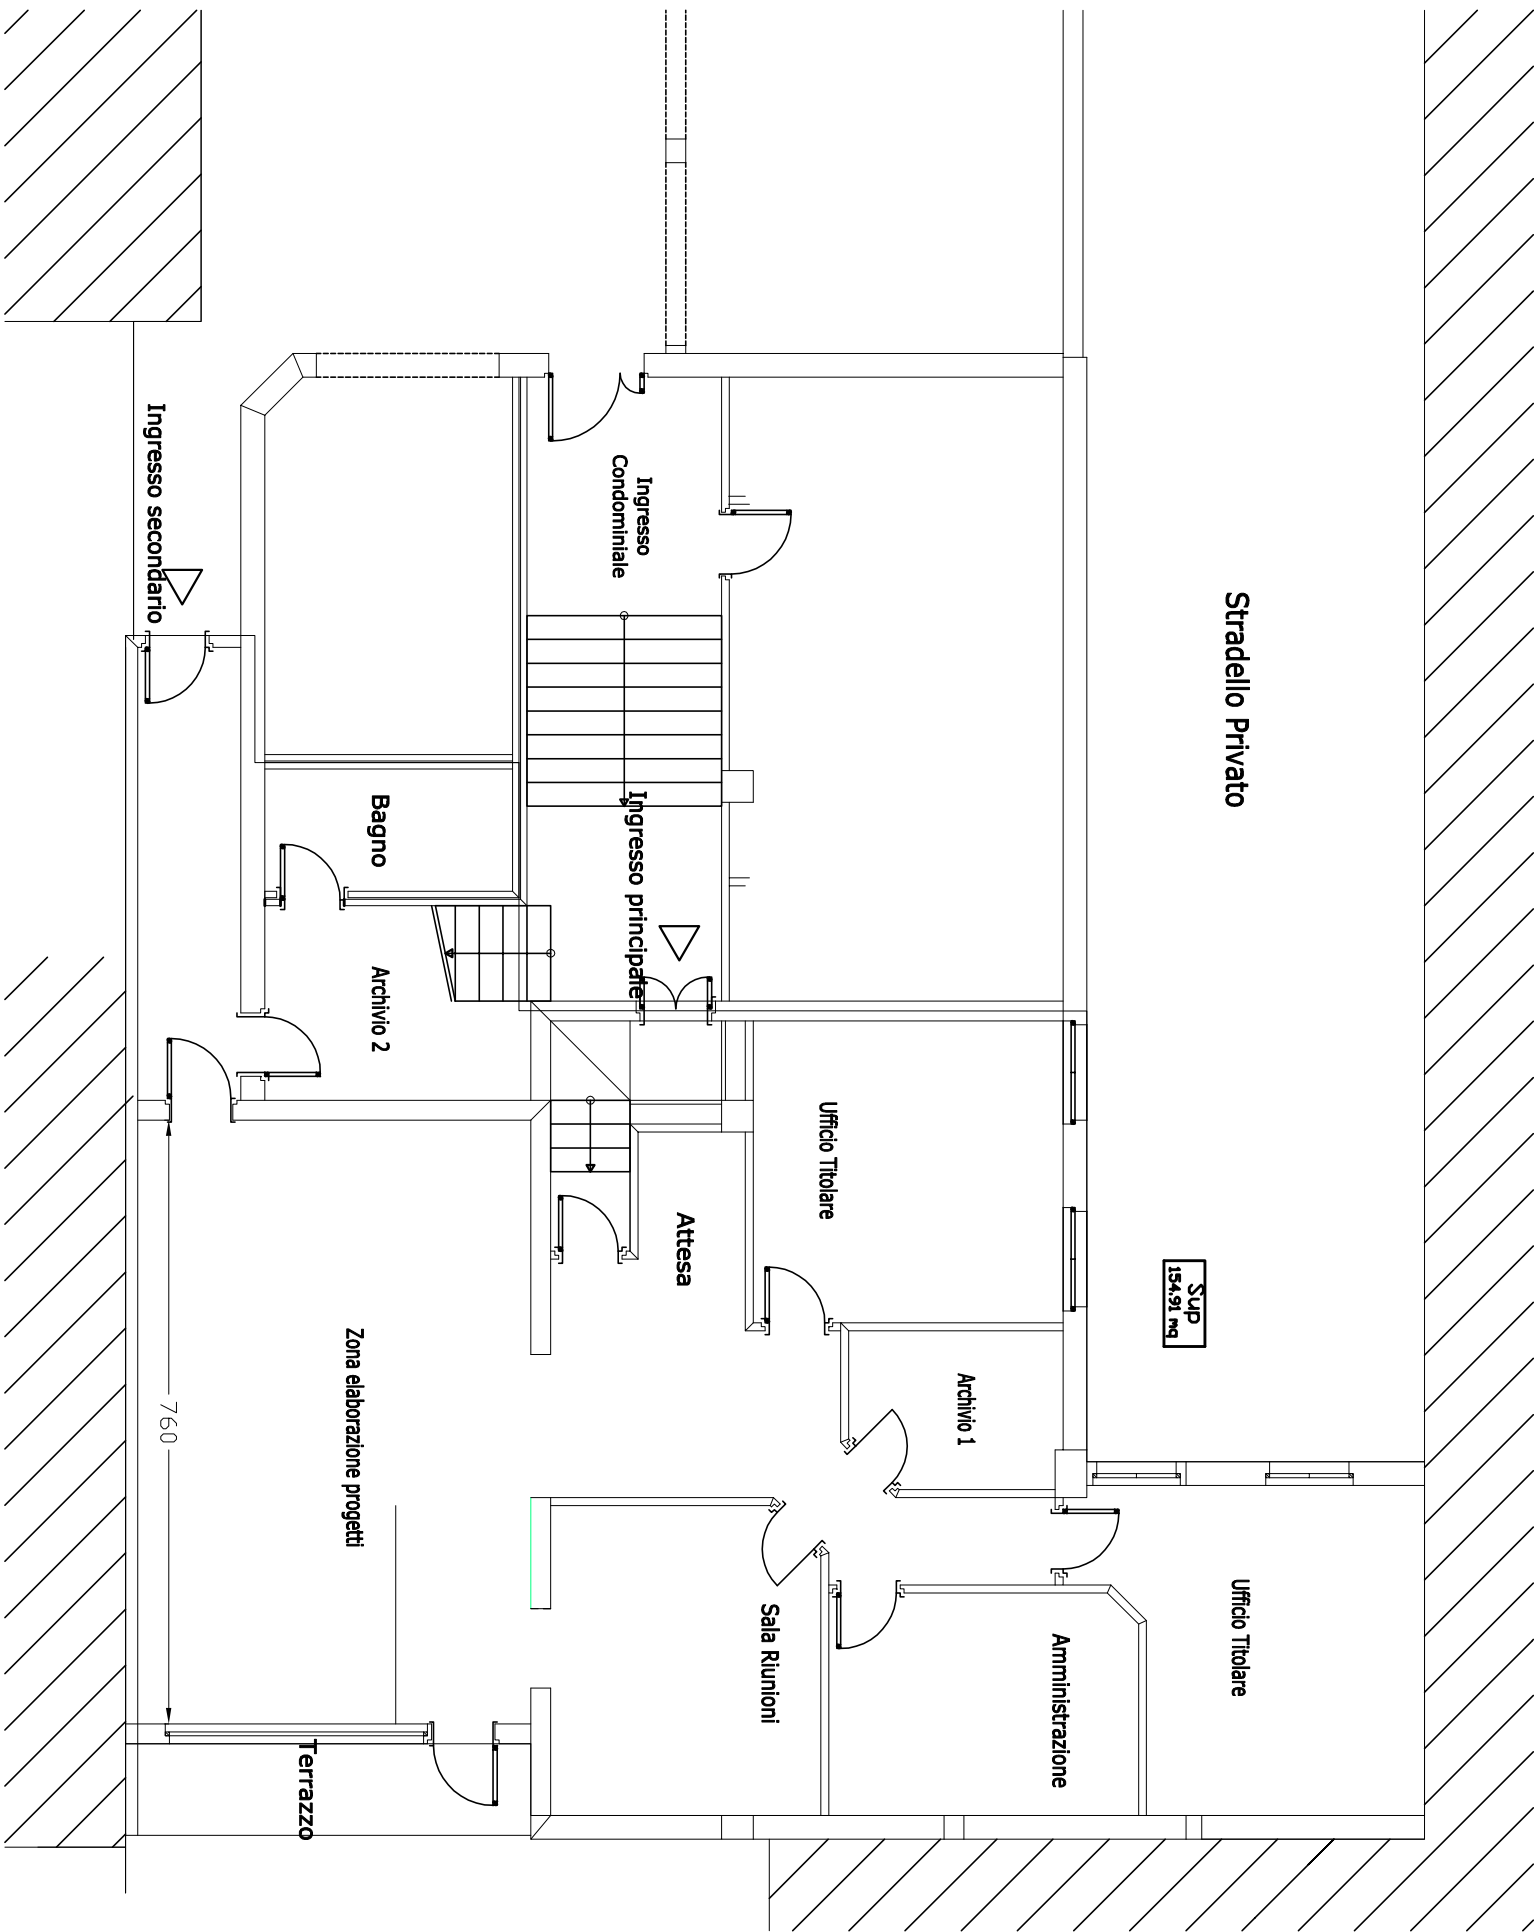 Stradello Privato
Sup
154.91 mq
Ufficio Titolare
Amministrazione
Archivio 1
Ufficio Titolare
Sala Riunioni
Attesa
Ingresso
Condominiale
Ingresso principale
Bagno
Archivio 2
Zona elaborazione progetti
Terrazzo
Ingresso secondario
760